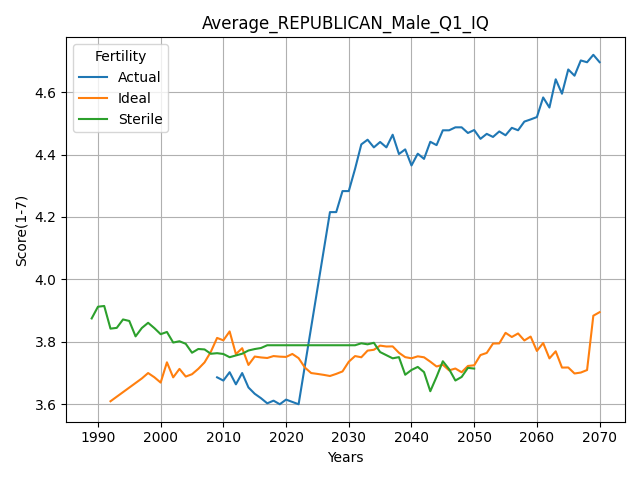 Average_REPUBLICAN_Male_Q1_IQ
Fertility
Actual
Ideal
Sterile
Score(1-7)
4.6
4.4
4.2
4.0
3.8
3.6
1990 2000 2010 2020 2030 2040 2050 2060 2070
Years